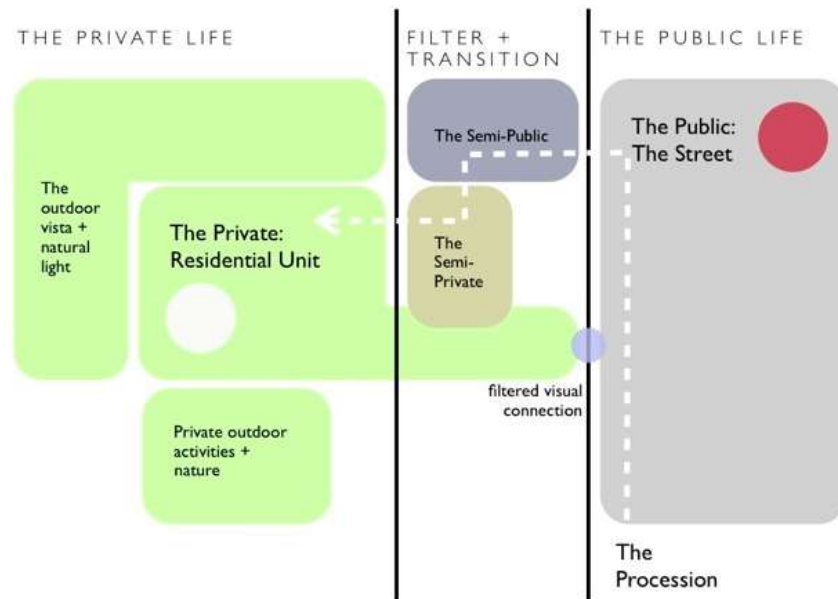 THE PRIVATE LIFE
FILTER +
TRANSITION
THE PUBLIC LIFE
The
outdoor
vista +
natural
light
The Private:
Residential Unit
Private outdoor
activities +
nature
The Semi-Public
The
Semi-
Private
filtered visual
connection
The Public:
The Street
The
Procession